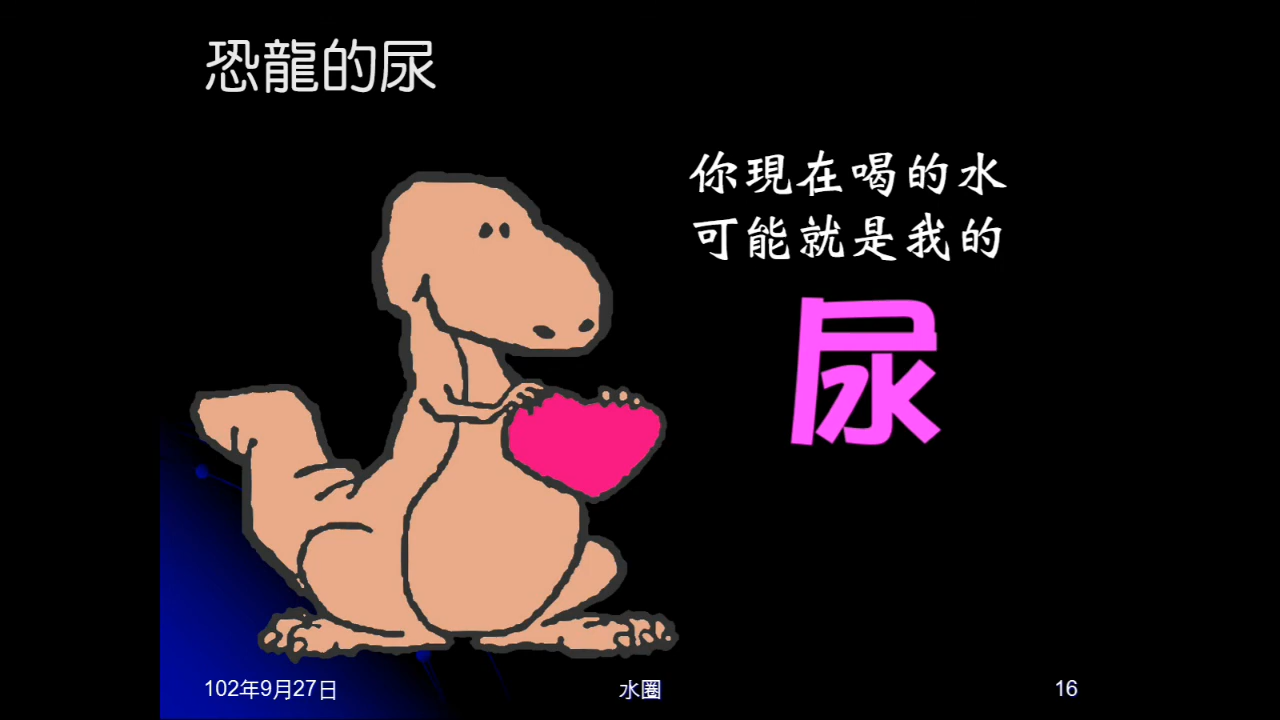 恐龍的尿
你現在喝的水
可能就是我的
尿
102年9月27日
水圈
16